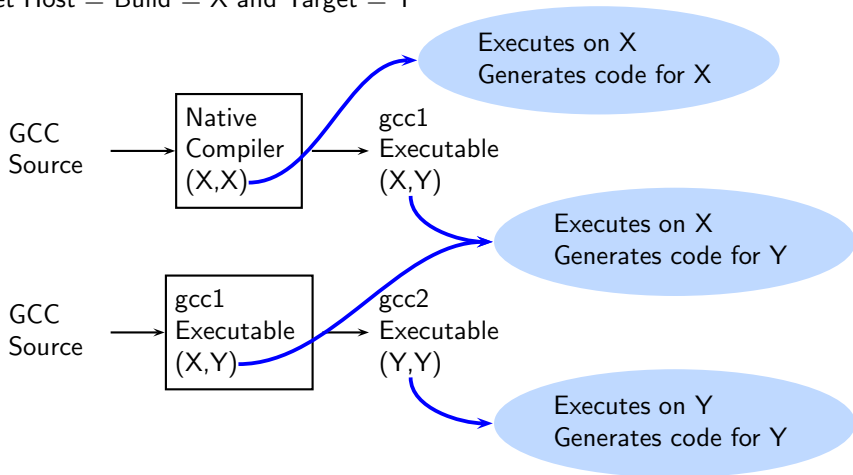 Host = Build = X and Target = Y
Executes on X
Generates code for X
GCC
Source
Native
Compiler
(X,X)
gcc1
Executable
(X,Y)
Executes on X
Generates code for Y
GCC
Source
gcc1
Executable
(X,Y)
gcc2
Executable
(Y,Y)
Executes on Y
Generates code for Y